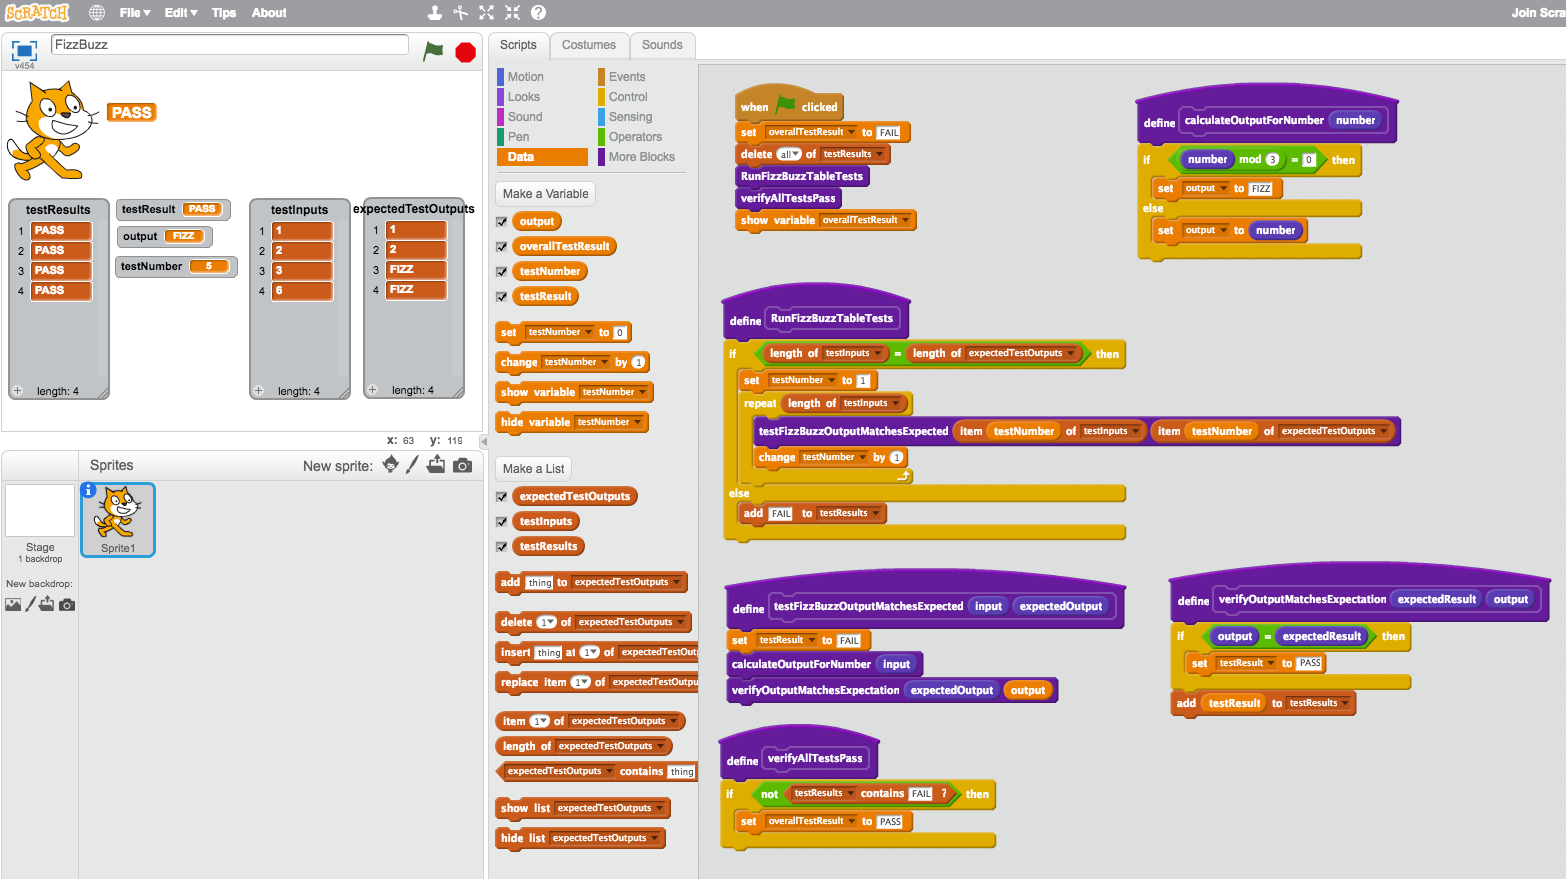 SCRATCH File Edit Tips About Join Scra
FizzBuzz
v454
PASS
testResults
1 PASS
2 PASS
3 PASS
4 PASS
length: 4
testResult PASS
output FIZZ
testNumber 5
testInputs
1 1
2 2
3 3
4 6
length: 4
expectedTestOutputs
1 1
2 2
3 FIZZ
4 FIZZ
length: 4
x: 63 y: 119
Sprites New sprite:
Stage
1 backdrop
New backdrop:
Sprite1
Scripts Costumes Sounds
Motion Events
Looks Control
Sound Sensing
Pen Operators
Data More Blocks
Make a Variable
output
overallTestResult
testNumber
testResult
set testNumber to 0
change testNumber by 1
show variable testNumber
hide variable testNumber
Make a List
expectedTestOutputs
testInputs
testResults
add thing to expectedTestOutputs
delete 1 of expectedTestOutputs
insert thing at 1 of expectedTestOut
replace item 1 of expectedTestOutpu
item 1 of expectedTestOutputs
length of expectedTestOutputs
expectedTestOutputs contains thing
show list expectedTestOutputs
hide list expectedTestOutputs
when clicked
set overallTestResult to FAIL
delete all of testResults
RunFizzBuzzTableTests
verifyAllTestsPass
show variable overallTestResult
define calculateOutputForNumber number
if number mod 3 = 0 then
set output to FIZZ
else
set output to number
define RunFizzBuzzTableTests
if length of testInputs = length of expectedTestOutputs then
set testNumber to 1
repeat length of testInputs
testFizzBuzzOutputMatchesExpected item testNumber of testInputs item testNumber of expectedTestOutputs
change testNumber by 1
else
add FAIL to testResults
define testFizzBuzzOutputMatchesExpected input expectedOutput
set testResult to FAIL
calculateOutputForNumber input
verifyOutputMatchesExpectation expectedOutput output
define verifyOutputMatchesExpectation expectedResult output
if output = expectedResult then
set testResult to PASS
add testResult to testResults
define verifyAllTestsPass
if not testResults contains FAIL ? then
set overallTestResult to PASS